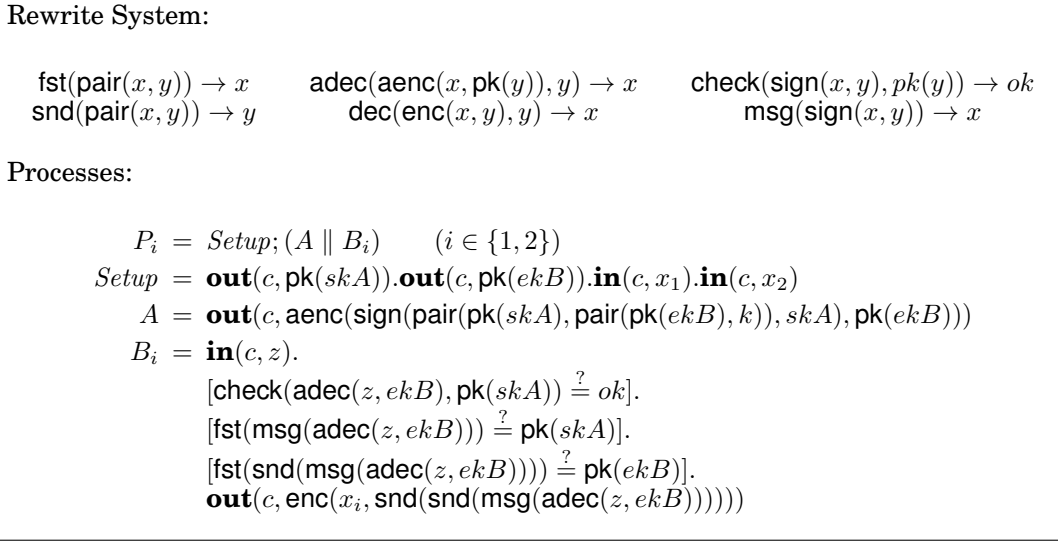 Rewrite System:
fst(pair(x, y)) → x adec(aenc(x, pk(y)), y) → x check(sign(x, y), pk(y)) → ok
snd(pair(x, y)) → y dec(enc(x, y), y) → x msg(sign(x, y)) → x
Processes:
P_i = Setup; (A ∥ B_i) (i ∈ {1, 2})
Setup = out(c, pk(skA)).out(c, pk(ekB)).in(c, x_1).in(c, x_2)
A = out(c, aenc(sign(pair(pk(skA), pair(pk(ekB), k)), skA), pk(ekB)))
B_i = in(c, z).
[check(adec(z, ekB), pk(skA)) ≟ ok].
[fst(msg(adec(z, ekB))) ≟ pk(skA)].
[fst(snd(msg(adec(z, ekB)))) ≟ pk(ekB)].
out(c, enc(x_i, snd(snd(msg(adec(z, ekB))))))